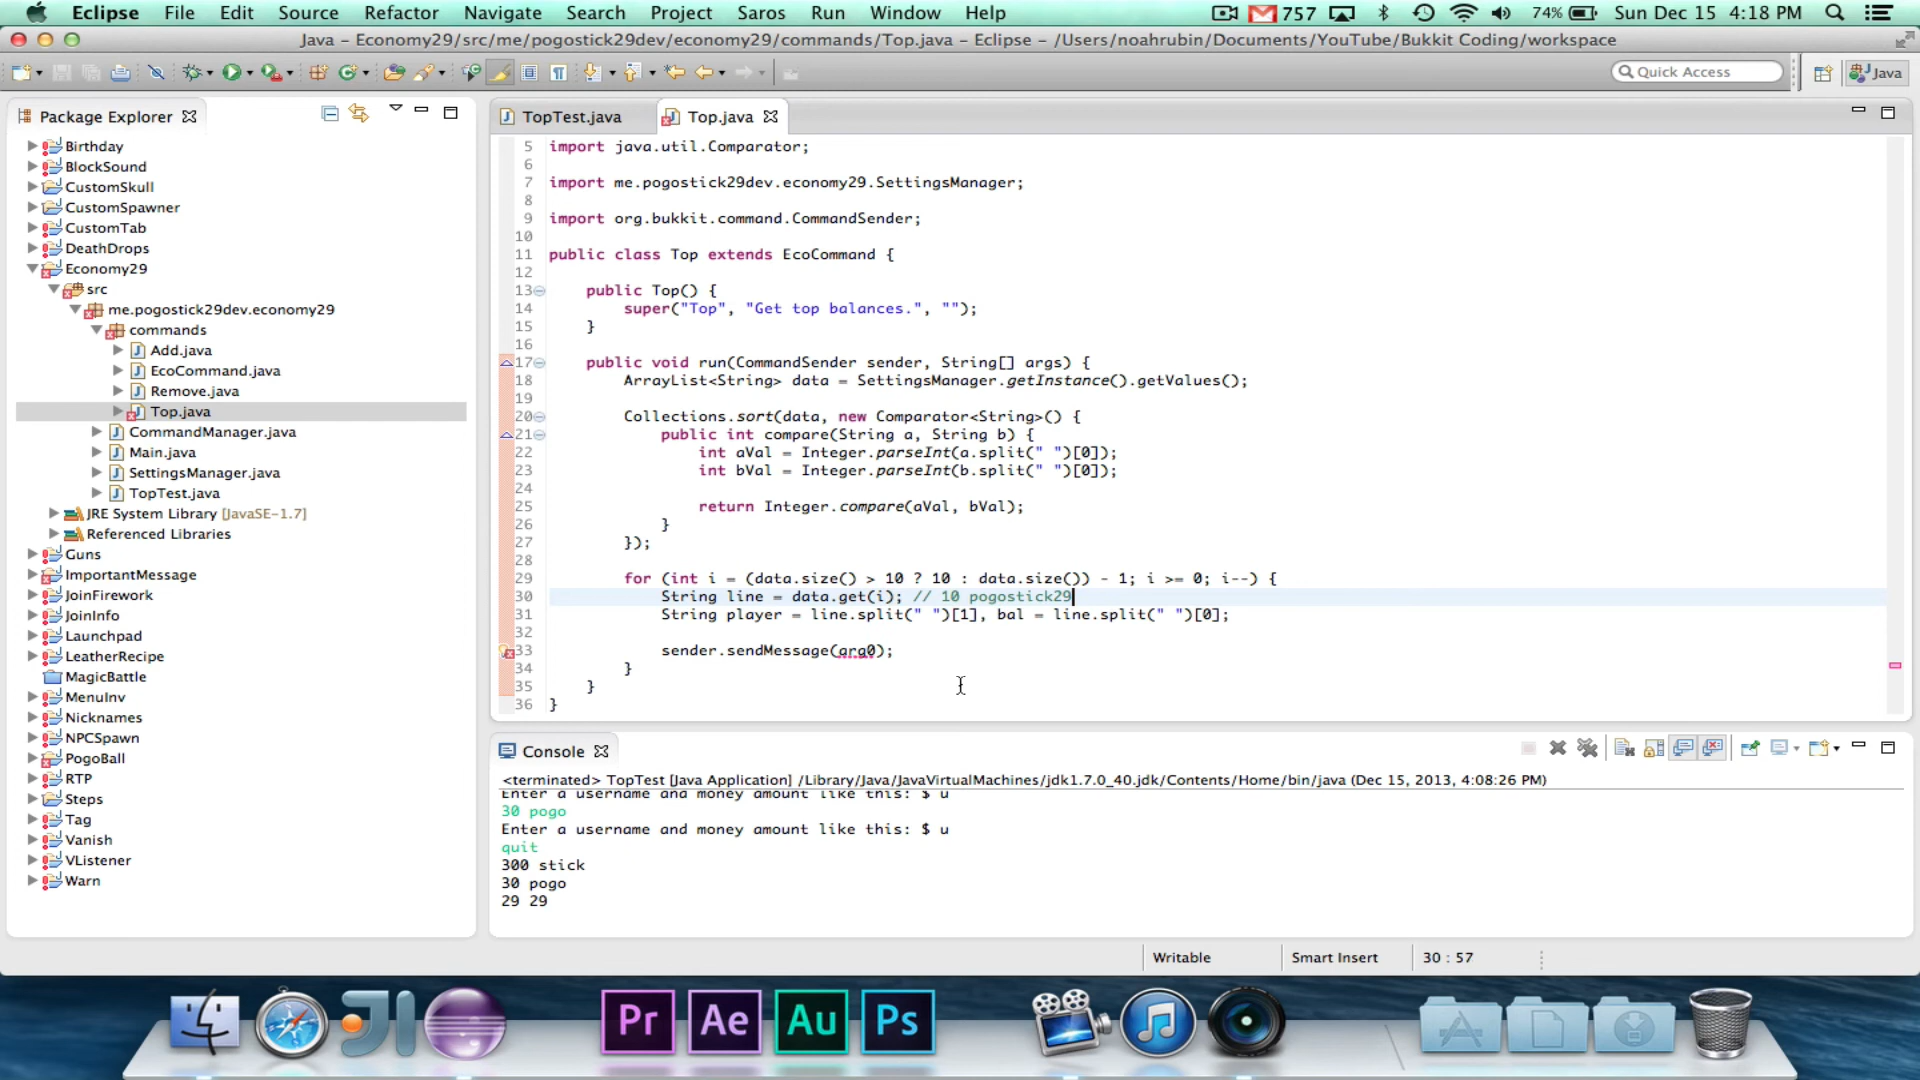 Eclipse File Edit Source Refactor Navigate Search Project Saros Run Window Help 757 74% Sun Dec 15 4:18 PM
Java – Economy29/src/me/pogostick29dev/economy29/commands/Top.java – Eclipse – /Users/noahrubin/Documents/YouTube/Bukkit Coding/workspace
Quick Access Java
Package Explorer
Birthday
BlockSound
CustomSkull
CustomSpawner
CustomTab
DeathDrops
Economy29
src
me.pogostick29dev.economy29
commands
Add.java
EcoCommand.java
Remove.java
Top.java
CommandManager.java
Main.java
SettingsManager.java
TopTest.java
JRE System Library [JavaSE-1.7]
Referenced Libraries
Guns
ImportantMessage
JoinFirework
JoinInfo
Launchpad
LeatherRecipe
MagicBattle
MenuInv
Nicknames
NPCSpawn
PogoBall
RTP
Steps
Tag
Vanish
VListener
Warn
TopTest.java Top.java
5 import java.util.Comparator;
6
7 import me.pogostick29dev.economy29.SettingsManager;
8
9 import org.bukkit.command.CommandSender;
10
11 public class Top extends EcoCommand {
12
13 public Top() {
14 super("Top", "Get top balances.", "");
15 }
16
17 public void run(CommandSender sender, String[] args) {
18 ArrayList<String> data = SettingsManager.getInstance().getValues();
19
20 Collections.sort(data, new Comparator<String>() {
21 public int compare(String a, String b) {
22 int aVal = Integer.parseInt(a.split(" ")[0]);
23 int bVal = Integer.parseInt(b.split(" ")[0]);
24
25 return Integer.compare(aVal, bVal);
26 }
27 });
28
29 for (int i = (data.size() > 10 ? 10 : data.size()) - 1; i >= 0; i--) {
30 String line = data.get(i); // 10 pogostick29
31 String player = line.split(" ")[1], bal = line.split(" ")[0];
32
33 sender.sendMessage(arg0);
34 }
35 }
36 }
Console
<terminated> TopTest [Java Application] /Library/Java/JavaVirtualMachines/jdk1.7.0_40.jdk/Contents/Home/bin/java (Dec 15, 2013, 4:08:26 PM)
Enter a username and money amount like this: $ u
30 pogo
Enter a username and money amount like this: $ u
quit
300 stick
30 pogo
29 29
Writable Smart Insert 30 : 57
Pr Ae Au Ps